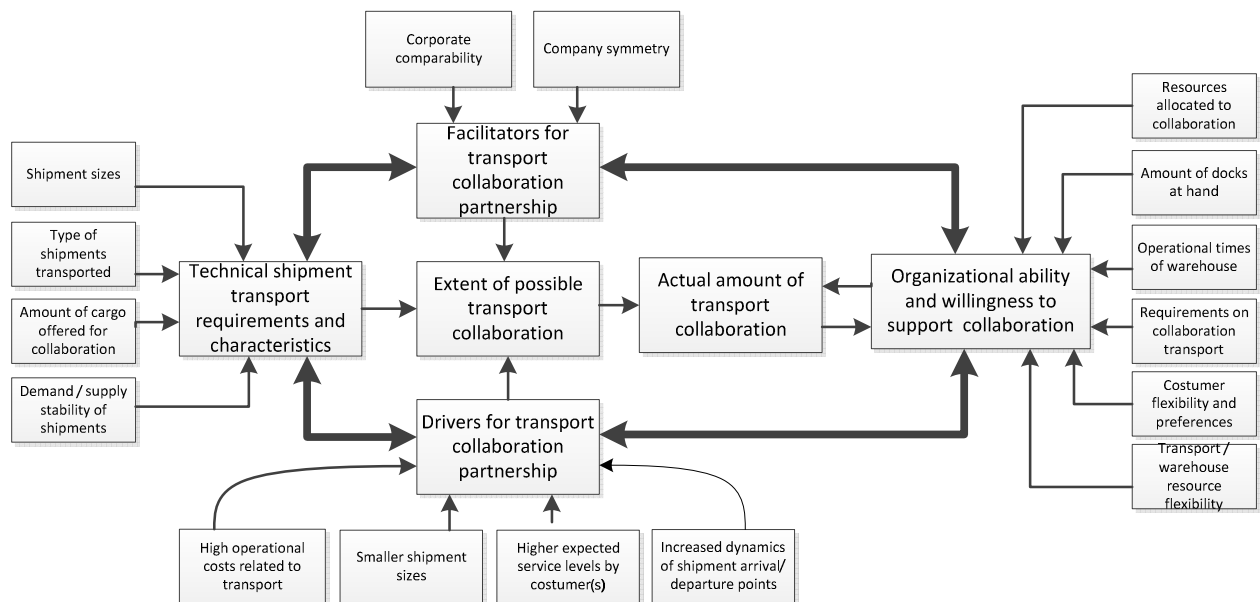 Corporate
comparability
Company symmetry
Facilitators for
transport
collaboration
partnership
Shipment sizes
Type of
shipments
transported
Amount of cargo
offered for
collaboration
Demand / supply
stability of
shipments
Technical shipment
transport
requirements and
characteristics
Extent of possible
transport
collaboration
Actual amount of
transport
collaboration
Organizational ability
and willingness to
support collaboration
Resources
allocated to
collaboration
Amount of docks
at hand
Operational times
of warehouse
Requirements on
collaboration
transport
Costumer
flexibility and
preferences
Transport /
warehouse
resource
flexibility
Drivers for transport
collaboration
partnership
High operational
costs related to
transport
Smaller shipment
sizes
Higher expected
service levels by
costumer(s)
Increased dynamics
of shipment arrival/
departure points